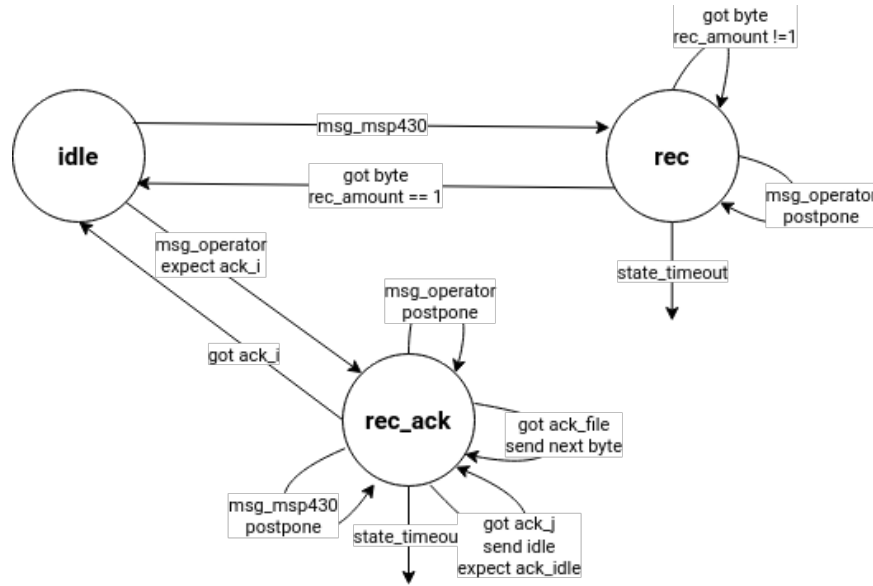 got byte
rec_amount !=1
idle
msg_msp430
rec
got byte
rec_amount == 1
msg_operator
postpone
msg_operator
expect ack_i
state_timeout
msg_operator
postpone
got ack_i
rec_ack
got ack_file
send next byte
msg_msp430
postpone
state_timeou
got ack_j
send idle
expect ack_idle